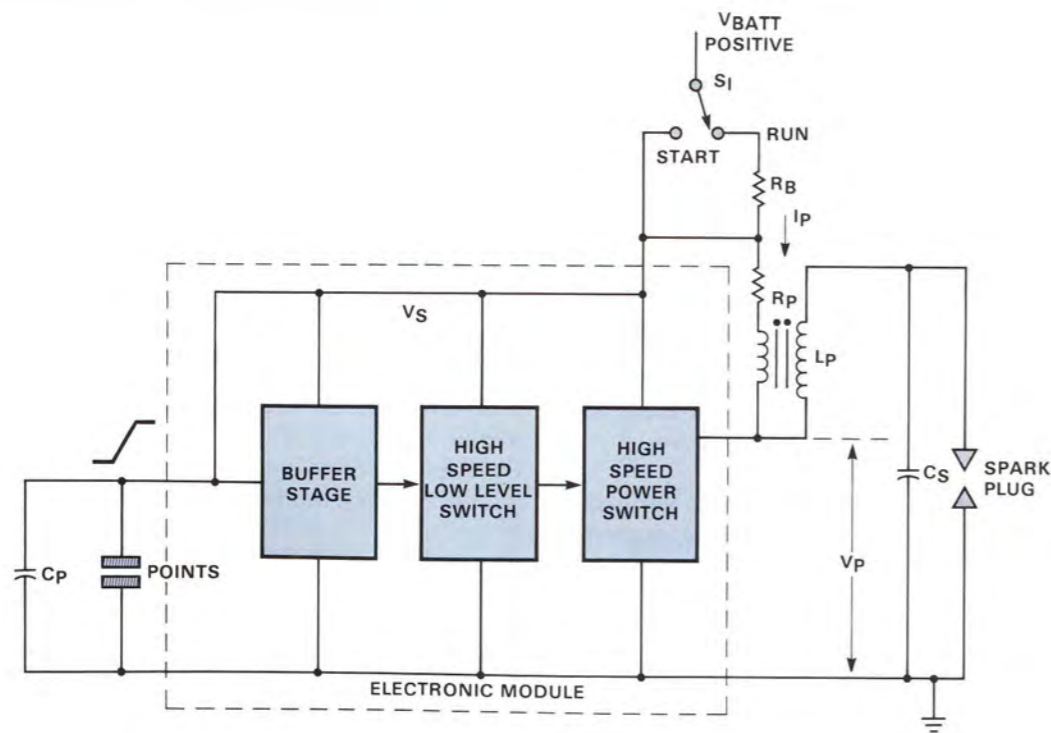 VBATT
POSITIVE
SI
START
RUN
RB
IP
RP
LP
VS
BUFFER
STAGE
HIGH
SPEED
LOW LEVEL
SWITCH
HIGH
SPEED
POWER
SWITCH
CP
POINTS
VP
CS
SPARK
PLUG
ELECTRONIC MODULE